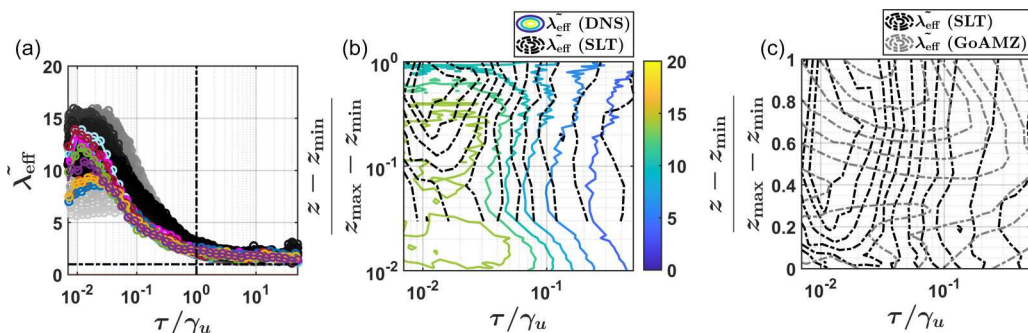 (a)
20
15
10
5
0
λ̃eff
10⁻² 10⁻¹ 10⁰ 10¹
τ/γu
λ̃eff (DNS)
λ̃eff (SLT)
(b)
10⁰
10⁻¹
10⁻²
z − zmin
zmax − zmin
10⁻² 10⁻¹
τ/γu
20
15
10
5
0
λ̃eff (SLT)
λ̃eff (GoAMZ)
(c)
1
0.8
0.6
0.4
0.2
0
z − zmin
zmax − zmin
10⁻² 10⁻¹ 10⁰
τ/γu